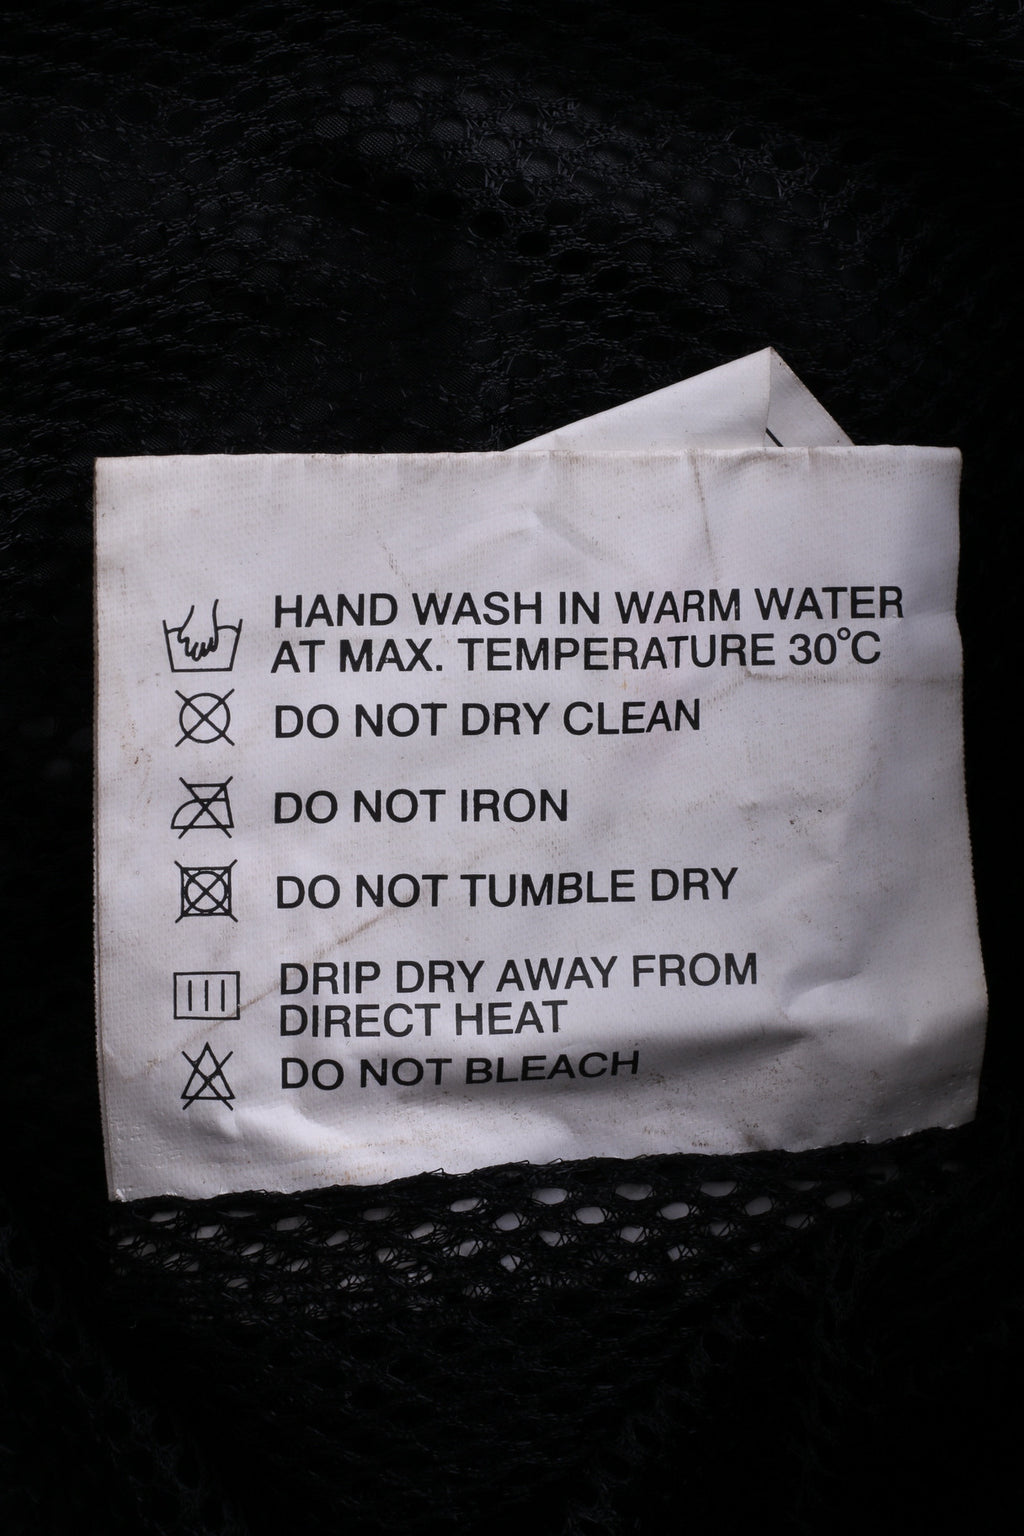 HAND WASH IN WARM WATER
AT MAX. TEMPERATURE 30°C
DO NOT DRY CLEAN
DO NOT IRON
DO NOT TUMBLE DRY
DRIP DRY AWAY FROM
DIRECT HEAT
DO NOT BLEACH